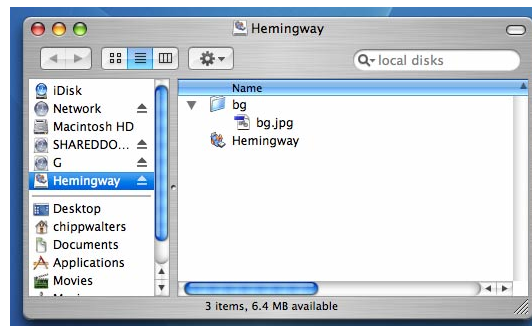 Hemingway
local disks
iDisk
Network
Macintosh HD
SHAREDDO...
G
Hemingway
Desktop
chippwalters
Documents
Applications
Movies
Name
bg
bg.jpg
Hemingway
3 items, 6.4 MB available